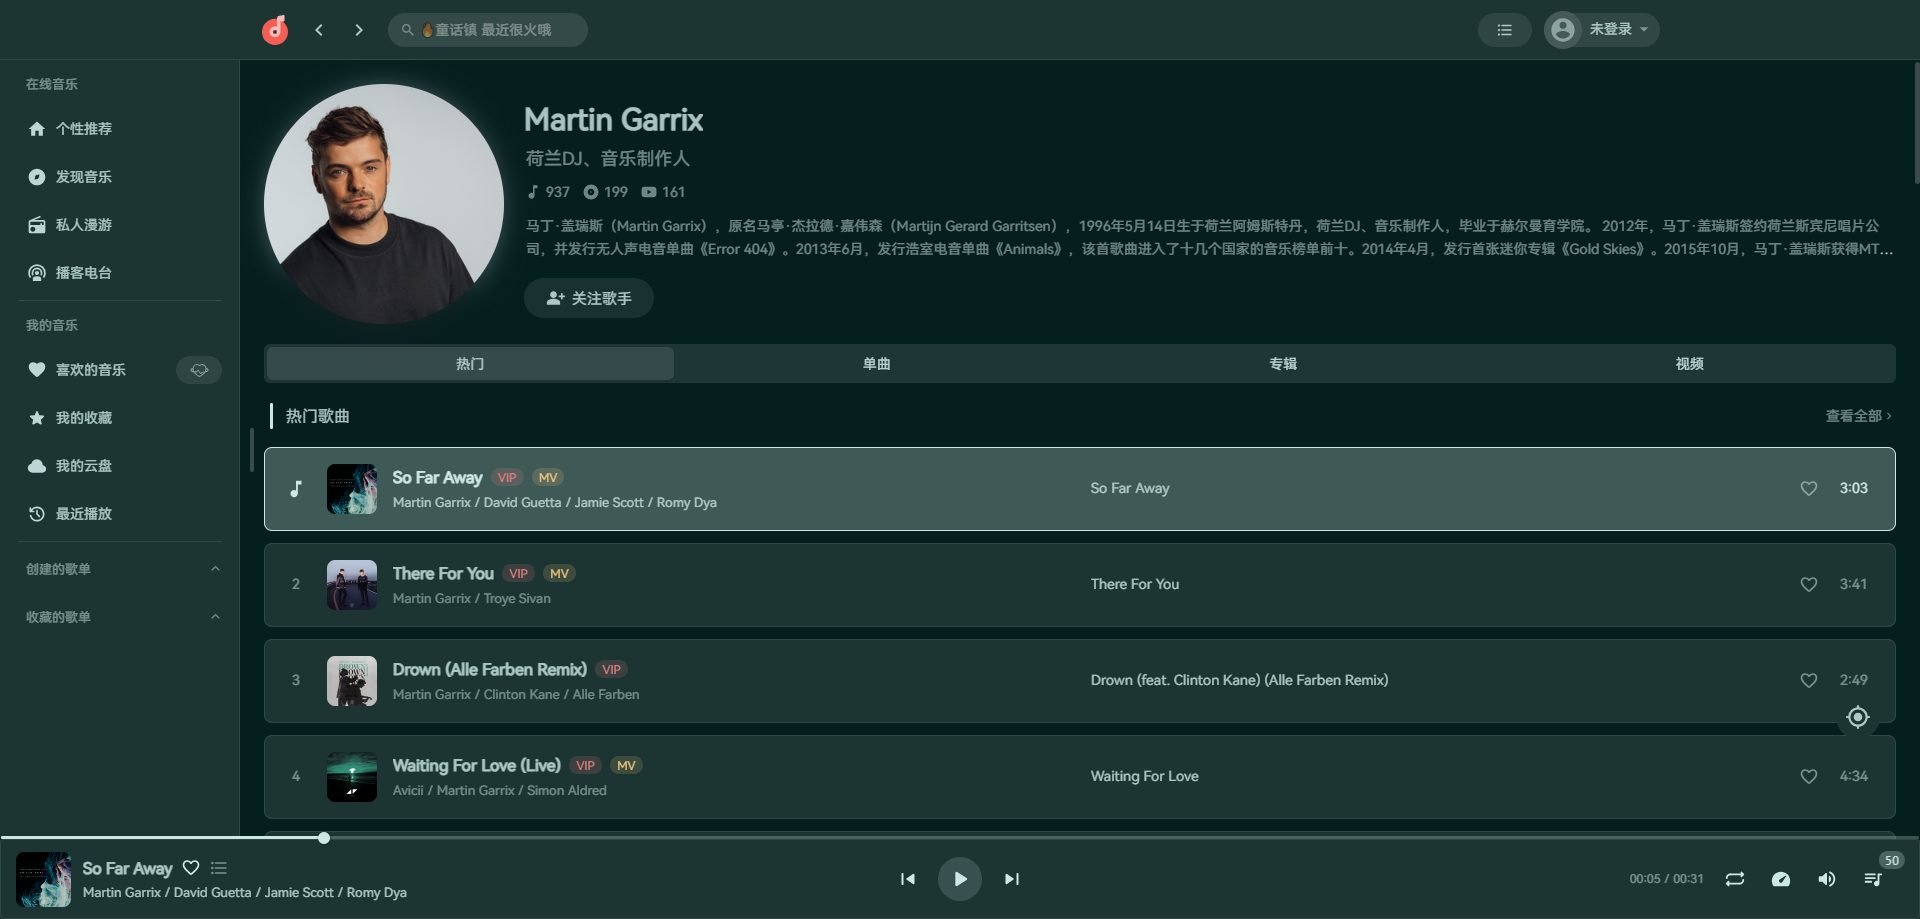 童话镇 最近很火哦
未登录
在线音乐
个性推荐
发现音乐
私人漫游
播客电台
我的音乐
喜欢的音乐
我的收藏
我的云盘
最近播放
创建的歌单
收藏的歌单
Martin Garrix
荷兰DJ、音乐制作人
937 199 161
马丁·盖瑞斯（Martin Garrix），原名马亭·杰拉德·嘉伟森（Martijn Gerard Garritsen），1996年5月14日生于荷兰阿姆斯特丹，荷兰DJ、音乐制作人，毕业于赫尔曼育学院。 2012年，马丁·盖瑞斯签约荷兰斯宾尼唱片公
司，并发行无人声电音单曲《Error 404》。2013年6月，发行浩室电音单曲《Animals》，该首歌曲进入了十几个国家的音乐榜单前十。2014年4月，发行首张迷你专辑《Gold Skies》。2015年10月，马丁·盖瑞斯获得MT...
关注歌手
热门 单曲 专辑 视频
热门歌曲 查看全部
So Far Away VIP MV
Martin Garrix / David Guetta / Jamie Scott / Romy Dya
So Far Away
3:03
2
There For You VIP MV
Martin Garrix / Troye Sivan
There For You
3:41
3
Drown (Alle Farben Remix) VIP
Martin Garrix / Clinton Kane / Alle Farben
Drown (feat. Clinton Kane) (Alle Farben Remix)
2:49
4
Waiting For Love (Live) VIP MV
Avicii / Martin Garrix / Simon Aldred
Waiting For Love
4:34
So Far Away
Martin Garrix / David Guetta / Jamie Scott / Romy Dya
00:05 / 00:31
50